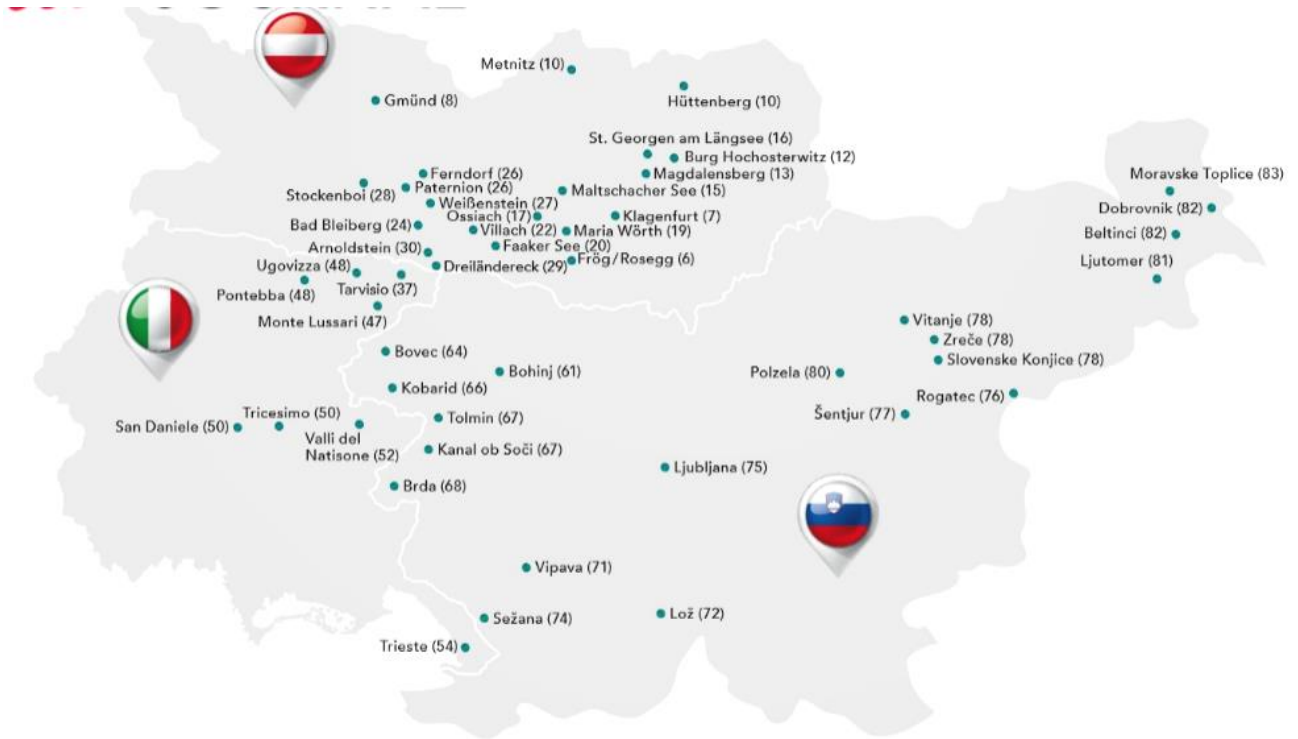 Metnitz (10)
Gmünd (8)
Hüttenberg (10)
St. Georgen am Längsee (16)
Burg Hochosterwitz (12)
Ferndorf (26)
Magdalensberg (13)
Moravske Toplice (83)
Stockenboi (28)
Paternion (26)
Maltschacher See (15)
Weißenstein (27)
Dobrovnik (82)
Ossiach (17)
Klagenfurt (7)
Bad Bleiberg (24)
Villach (22)
Maria Wörth (19)
Beltinci (82)
Arnoldstein (30)
Faaker See (20)
Ljutomer (81)
Ugovizza (48)
Dreiländereck (29)
Frög/Rosegg (6)
Pontebba (48)
Tarvisio (37)
Monte Lussari (47)
Vitanje (78)
Zreče (78)
Bovec (64)
Slovenske Konjice (78)
Bohinj (61)
Polzela (80)
Kobarid (66)
Rogatec (76)
Tricesimo (50)
Tolmin (67)
Šentjur (77)
San Daniele (50)
Valli del
Natisone (52)
Kanal ob Soči (67)
Ljubljana (75)
Brda (68)
Vipava (71)
Sežana (74)
Lož (72)
Trieste (54)